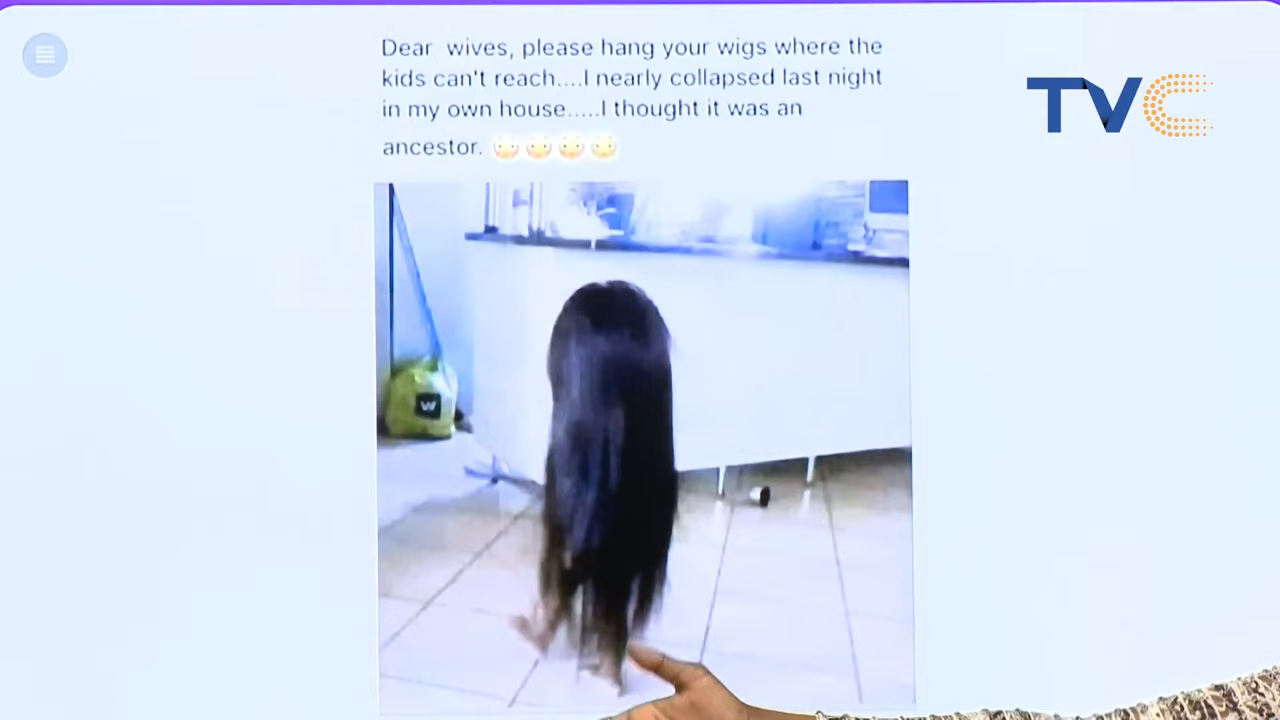 Dear wives, please hang your wigs where the
kids can't reach....I nearly collapsed last night
in my own house.....I thought it was an
ancestor. 😳😳😳😳
TVC
W